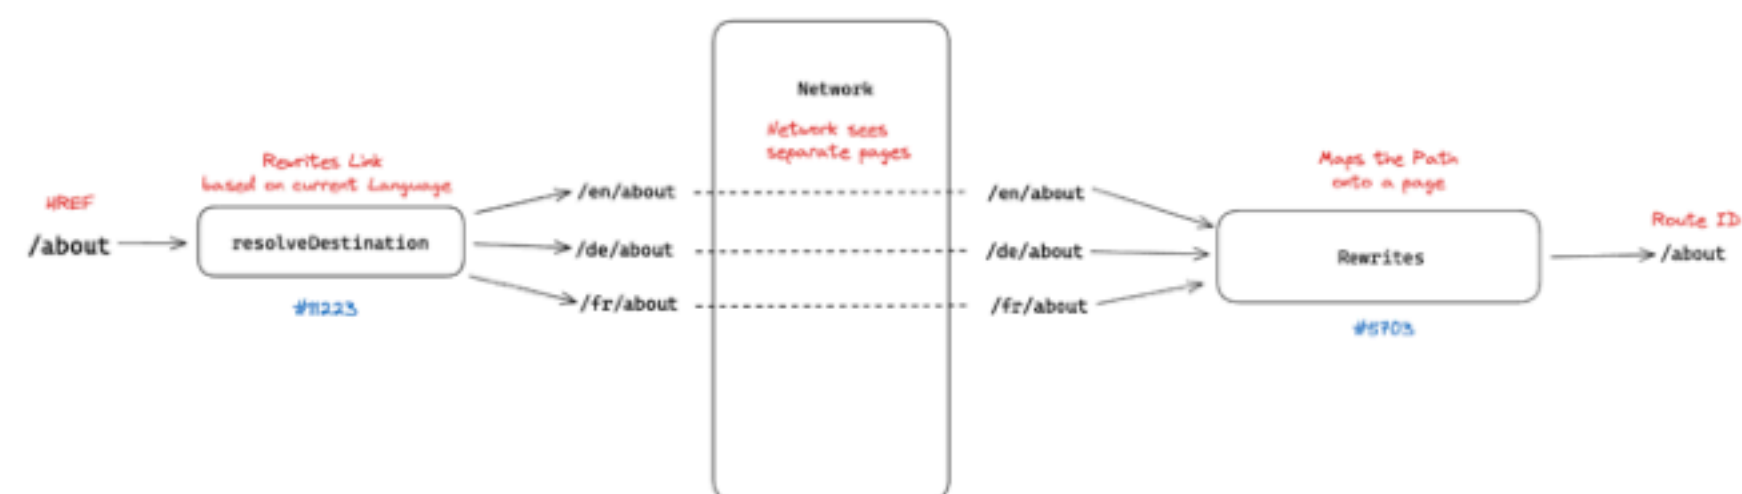 HREF
/about
Rewrites Link
based on current Language
resolveDestination
#11223
/en/about
/de/about
/fr/about
Network
Network sees
separate pages
/en/about
/de/about
/fr/about
Maps the Path
onto a page
Rewrites
#5703
Route ID
/about